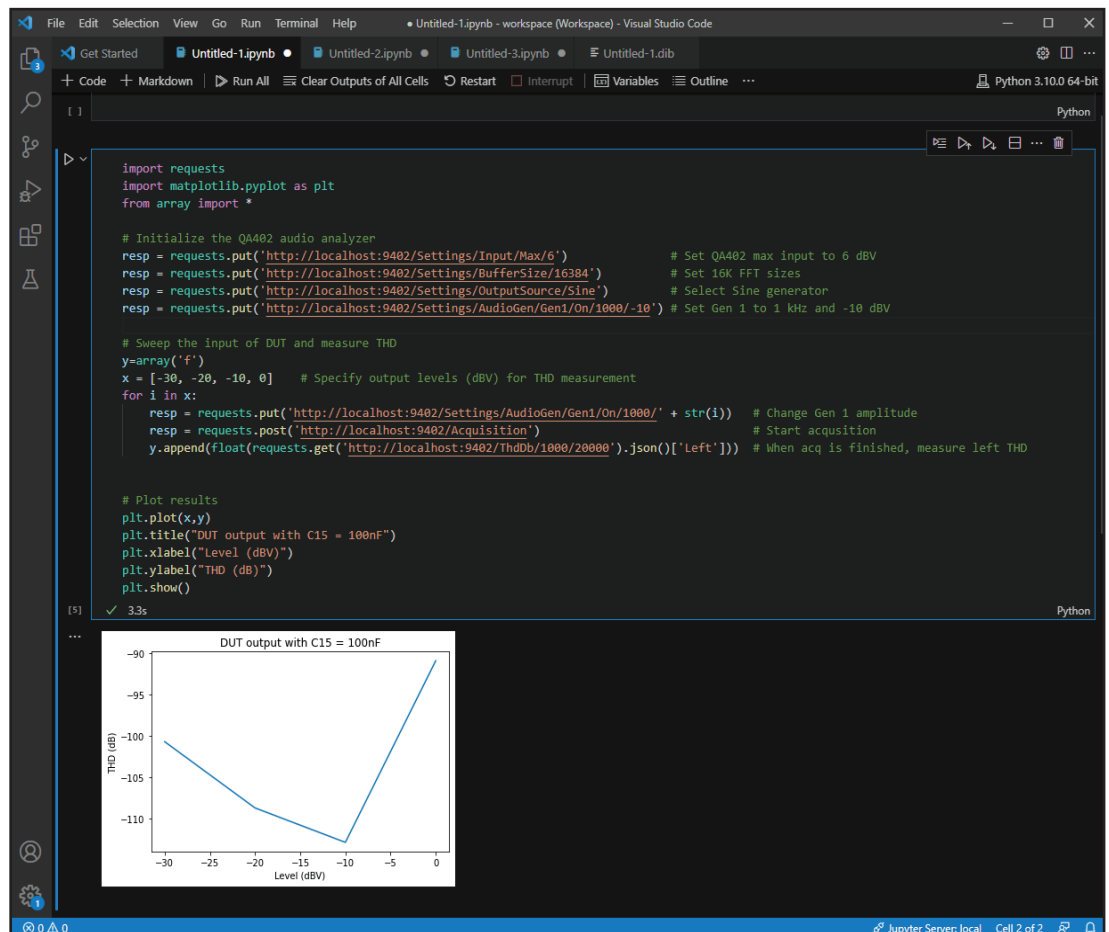 File Edit Selection View Go Run Terminal Help ● Untitled-1.ipynb - workspace (Workspace) - Visual Studio Code
Get Started Untitled-1.ipynb ● Untitled-2.ipynb ● Untitled-3.ipynb ● Untitled-1.dib
+ Code + Markdown Run All Clear Outputs of All Cells Restart Interrupt Variables Outline ··· Python 3.10.0 64-bit
3
[ ] Python
import requests
import matplotlib.pyplot as plt
from array import *
# Initialize the QA402 audio analyzer
resp = requests.put('http://localhost:9402/Settings/Input/Max/6') # Set QA402 max input to 6 dBV
resp = requests.put('http://localhost:9402/Settings/BufferSize/16384') # Set 16K FFT sizes
resp = requests.put('http://localhost:9402/Settings/OutputSource/Sine') # Select Sine generator
resp = requests.put('http://localhost:9402/Settings/AudioGen/Gen1/On/1000/-10') # Set Gen 1 to 1 kHz and -10 dBV
# Sweep the input of DUT and measure THD
y=array('f')
x = [-30, -20, -10, 0] # Specify output levels (dBV) for THD measurement
for i in x:
resp = requests.put('http://localhost:9402/Settings/AudioGen/Gen1/On/1000/' + str(i)) # Change Gen 1 amplitude
resp = requests.post('http://localhost:9402/Acquisition') # Start acqusition
y.append(float(requests.get('http://localhost:9402/ThdDb/1000/20000').json()['Left'])) # When acq is finished, measure left THD
# Plot results
plt.plot(x,y)
plt.title("DUT output with C15 = 100nF")
plt.xlabel("Level (dBV)")
plt.ylabel("THD (dB)")
plt.show()
[5] ✓ 3.3s Python
DUT output with C15 = 100nF
−90
−95
−100
−105
−110
THD (dB)
−30 −25 −20 −15 −10 −5 0
Level (dBV)
1
0 0 Jupyter Server: local Cell 2 of 2